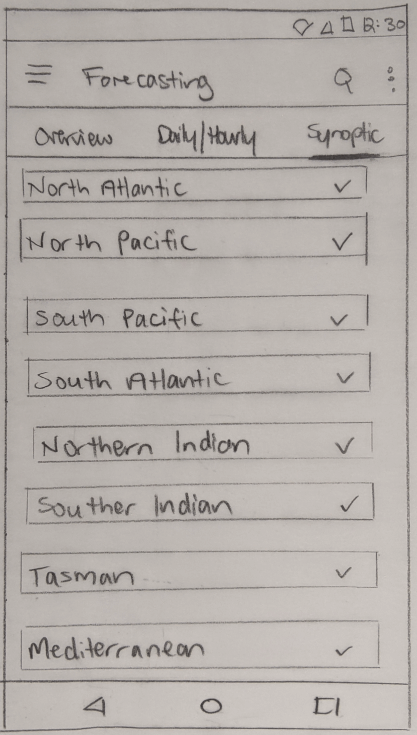 12:30
Forecasting
Overview Daily/Hourly Synoptic
North Atlantic
North Pacific
South Pacific
South Atlantic
Northern Indian
Souther Indian
Tasman
Mediterranean